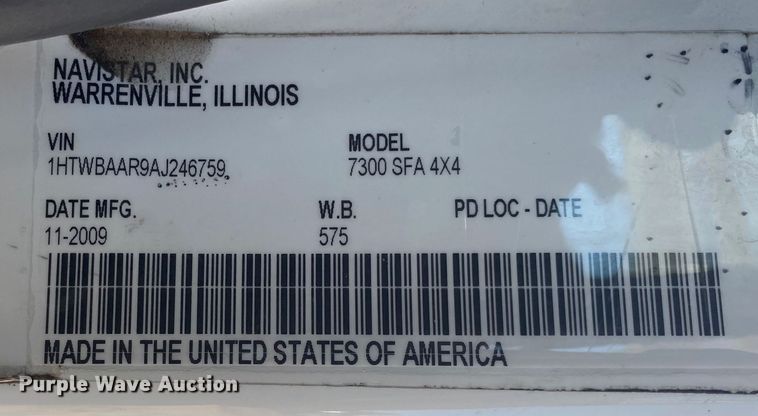 NAVISTAR, INC.
WARRENVILLE, ILLINOIS
VIN MODEL
1HTWBAAR9AJ246759 7300 SFA 4X4
DATE MFG. W.B. PD LOC - DATE
11-2009 575
MADE IN THE UNITED STATES OF AMERICA
Purple Wave Auction